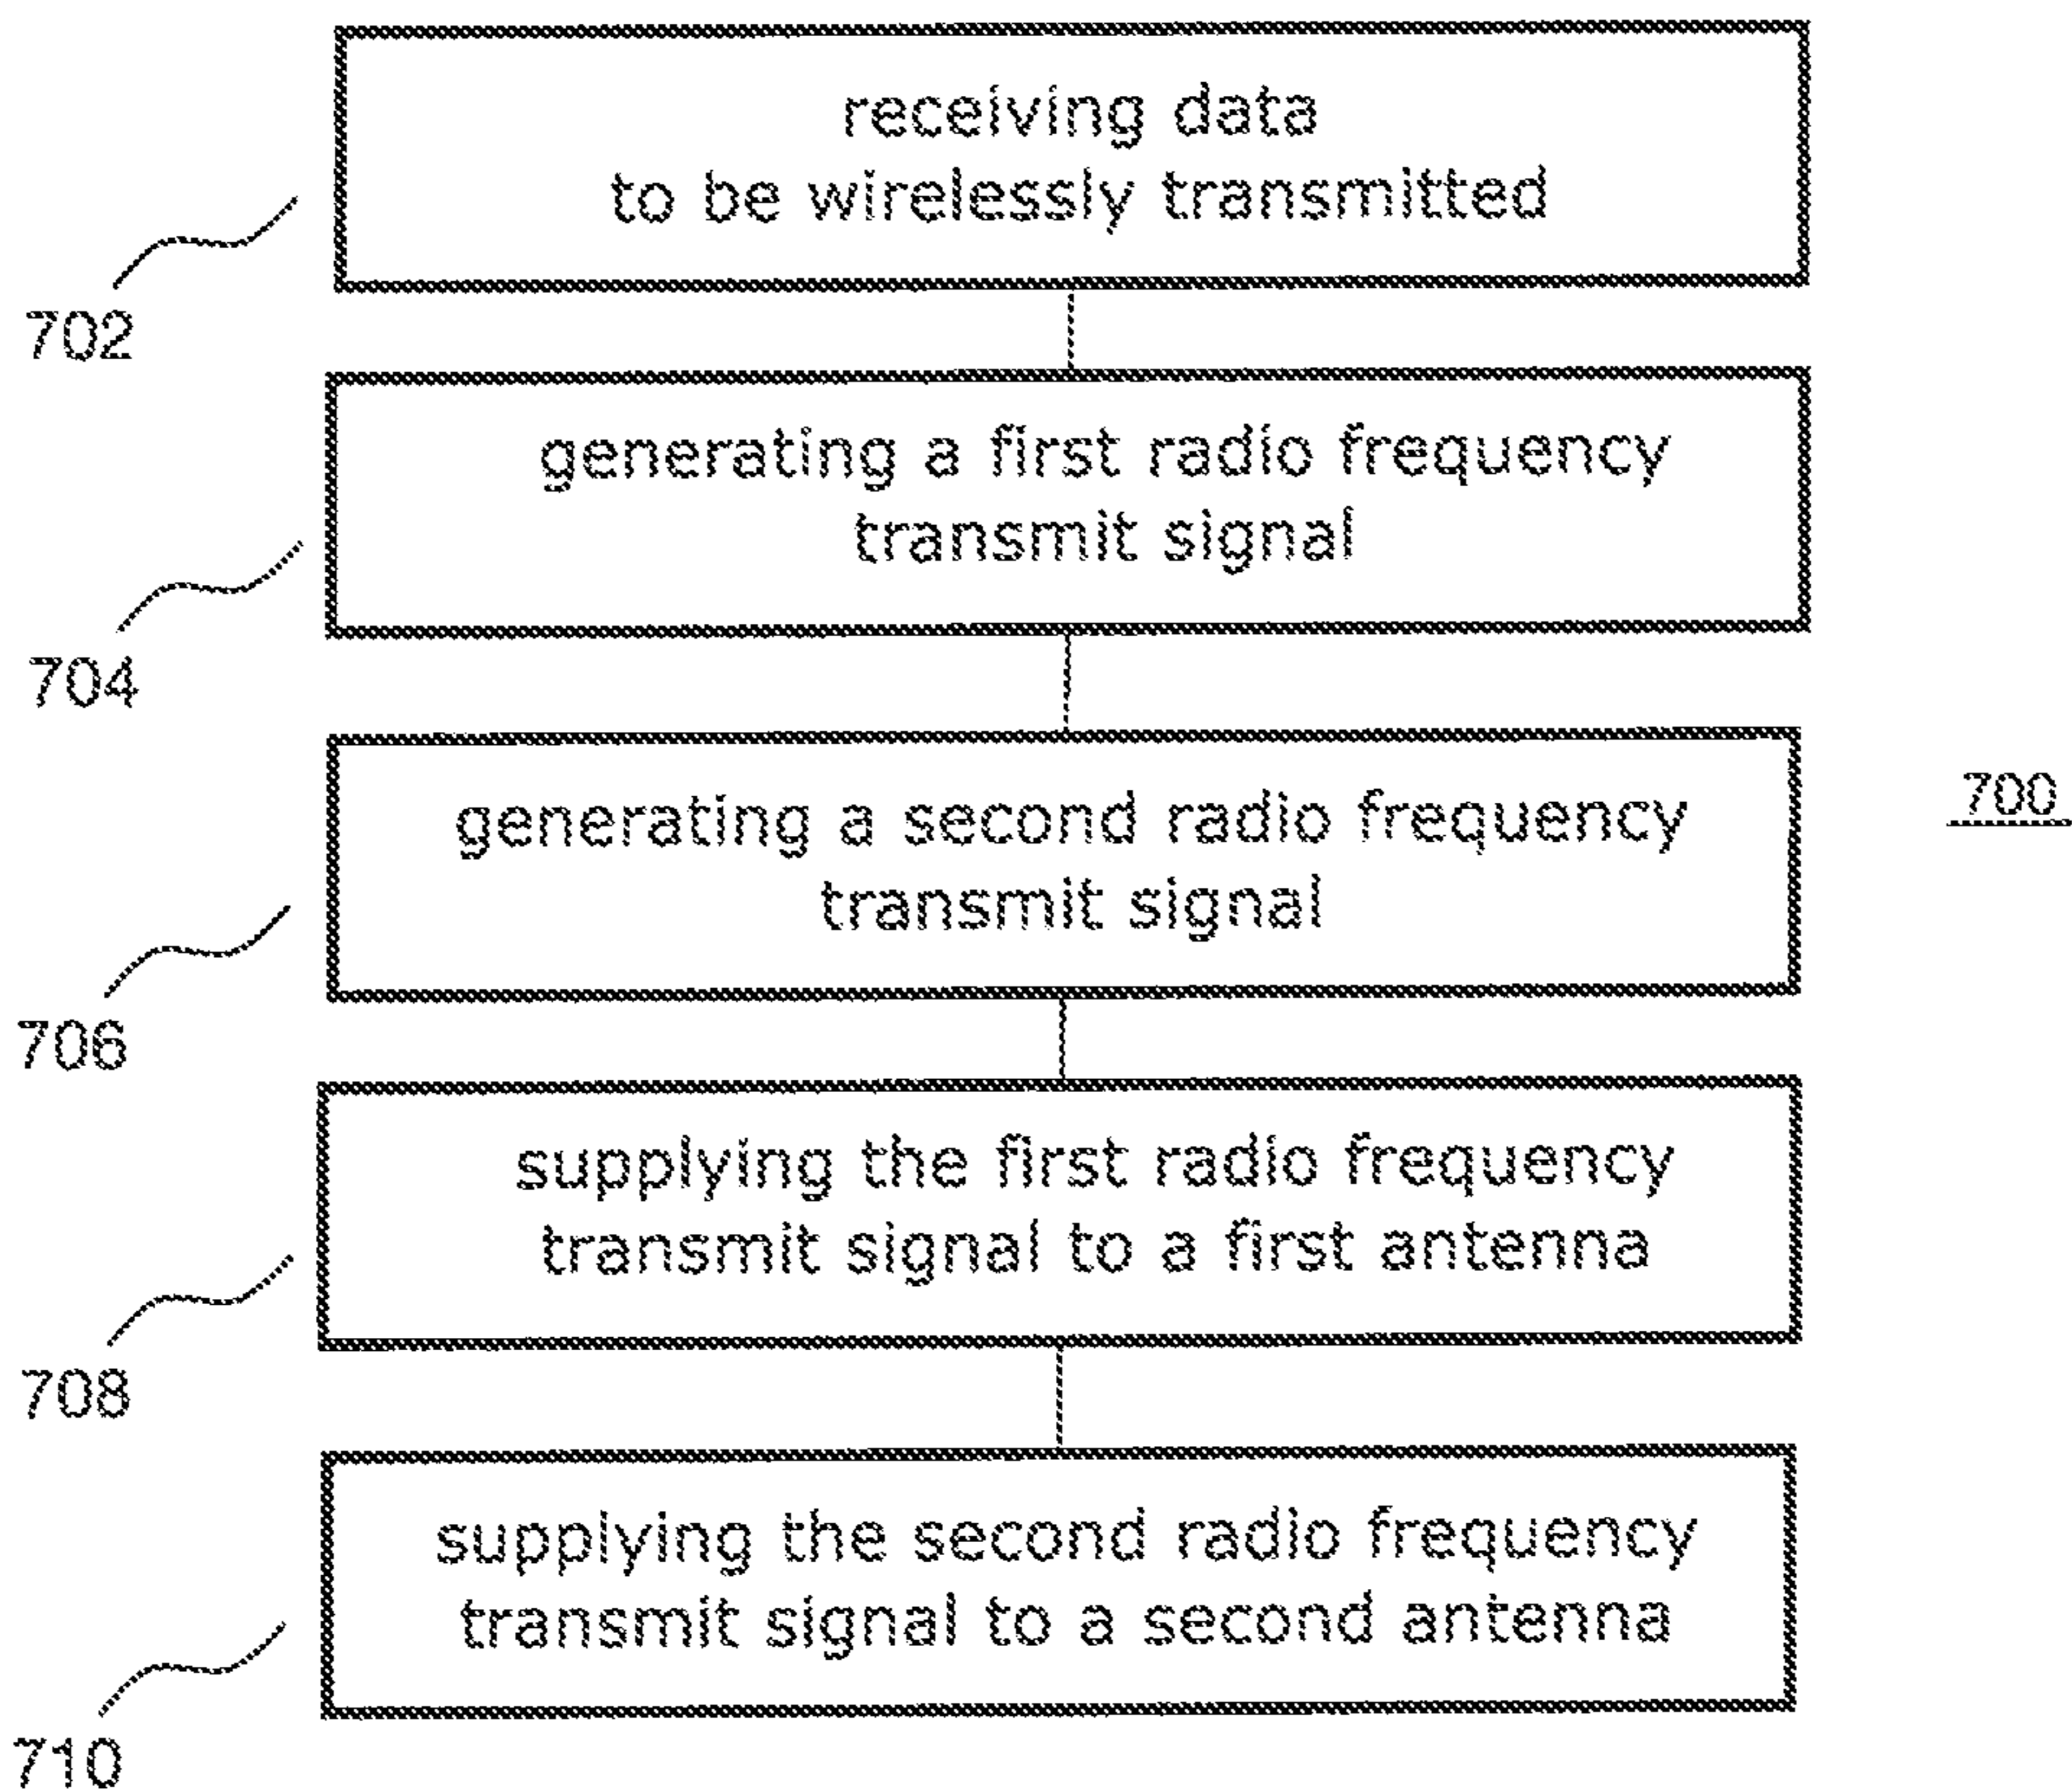 receiving data
to be wirelessly transmitted
702
generating a first radio frequency
transmit signal
704
generating a second radio frequency
transmit signal
700
706
supplying the first radio frequency
transmit signal to a first antenna
708
supplying the second radio frequency
transmit signal to a second antenna
710